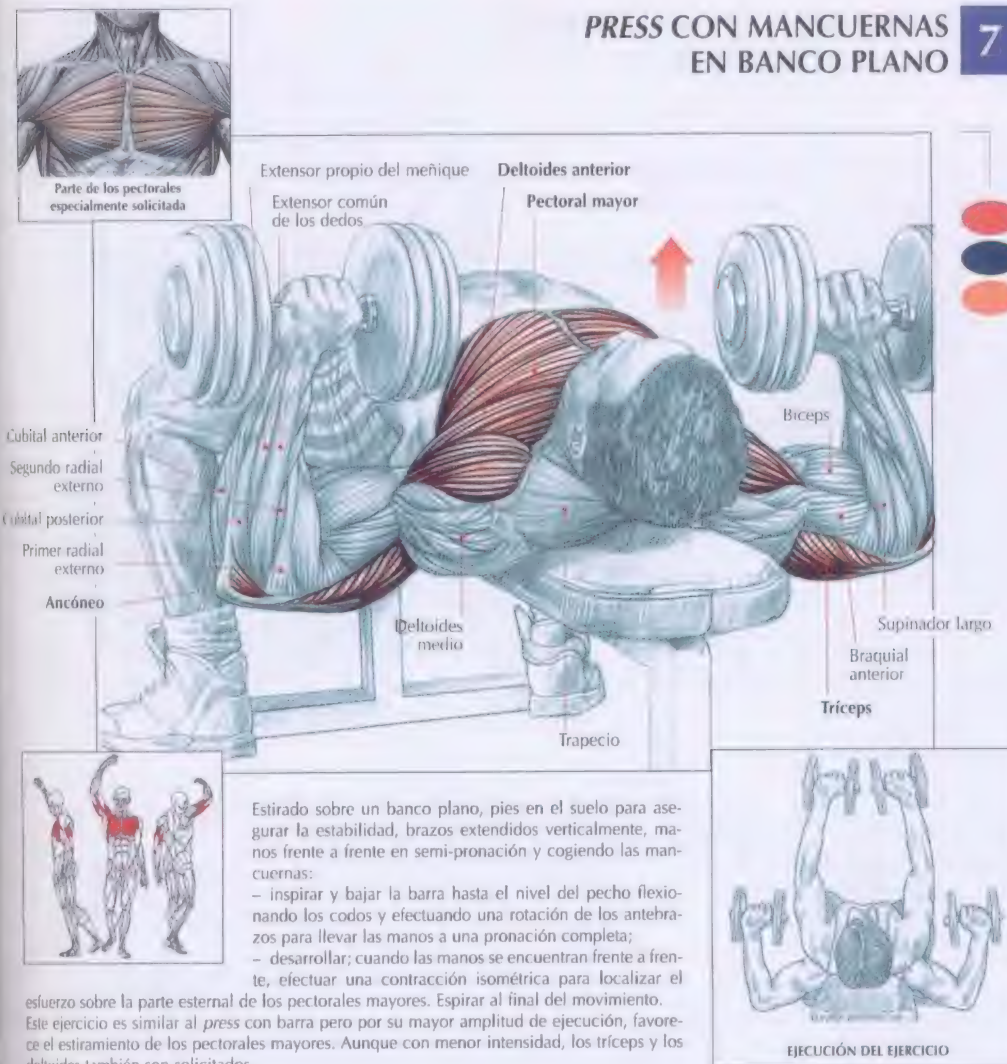 PRESS CON MANCUERNAS
EN BANCO PLANO
7
Parte de los pectorales
especialmente solicitada
Extensor propio del meñique
Deltoides anterior
Extensor común
de los dedos
Pectoral mayor
Bíceps
Cubital anterior
Segundo radial
externo
Cubital posterior
Primer radial
externo
Ancóneo
Deltoides
medio
Supinador largo
Braquial
anterior
Tríceps
Trapecio
Estirado sobre un banco plano, pies en el suelo para ase-
gurar la estabilidad, brazos extendidos verticalmente, ma-
nos frente a frente en semi-pronación y cogiendo las man-
cuernas:
– inspirar y bajar la barra hasta el nivel del pecho flexio-
nando los codos y efectuando una rotación de los antebra-
zos para llevar las manos a una pronación completa;
– desarrollar; cuando las manos se encuentran frente a fren-
te, efectuar una contracción isométrica para localizar el
esfuerzo sobre la parte esternal de los pectorales mayores. Espirar al final del movimiento.
Este ejercicio es similar al press con barra pero por su mayor amplitud de ejecución, favore-
ce el estiramiento de los pectorales mayores. Aunque con menor intensidad, los tríceps y los
deltoides también son solicitados.
EJECUCIÓN DEL EJERCICIO